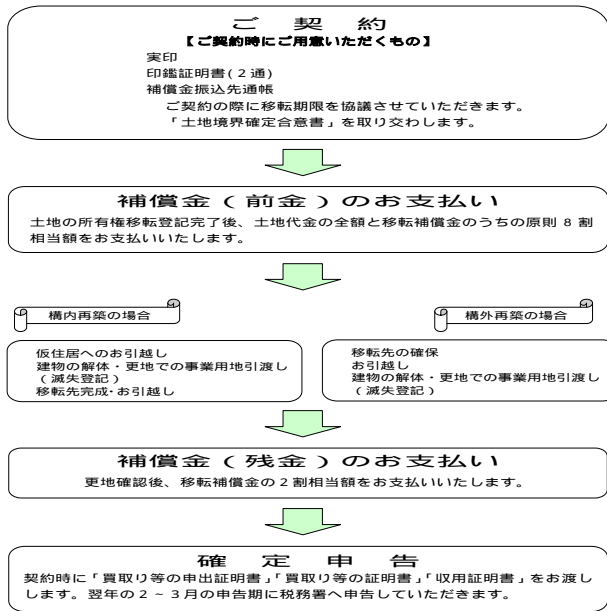 ご契約
【ご契約時にご用意いただくもの】
実印
印鑑証明書(２通)
補償金振込先通帳
ご契約の際に移転期限を協議させていただきます。
「土地境界確定合意書」を取り交わします。
補償金（前金）のお支払い
土地の所有権移転登記完了後、土地代金の全額と移転補償金のうちの原則８割
相当額をお支払いいたします。
構内再築の場合
仮住居へのお引越し
建物の解体・更地での事業用地引渡し
（滅失登記）
移転先完成・お引越し
構外再築の場合
移転先の確保
お引越し
建物の解体・更地での事業用地引渡し
（滅失登記）
補償金（残金）のお支払い
更地確認後、移転補償金の２割相当額をお支払いいたします。
確定申告
契約時に「買取り等の申出証明書」「買取り等の証明書」「収用証明書」をお渡し
します。翌年の２～３月の申告期に税務署へ申告していただきます。